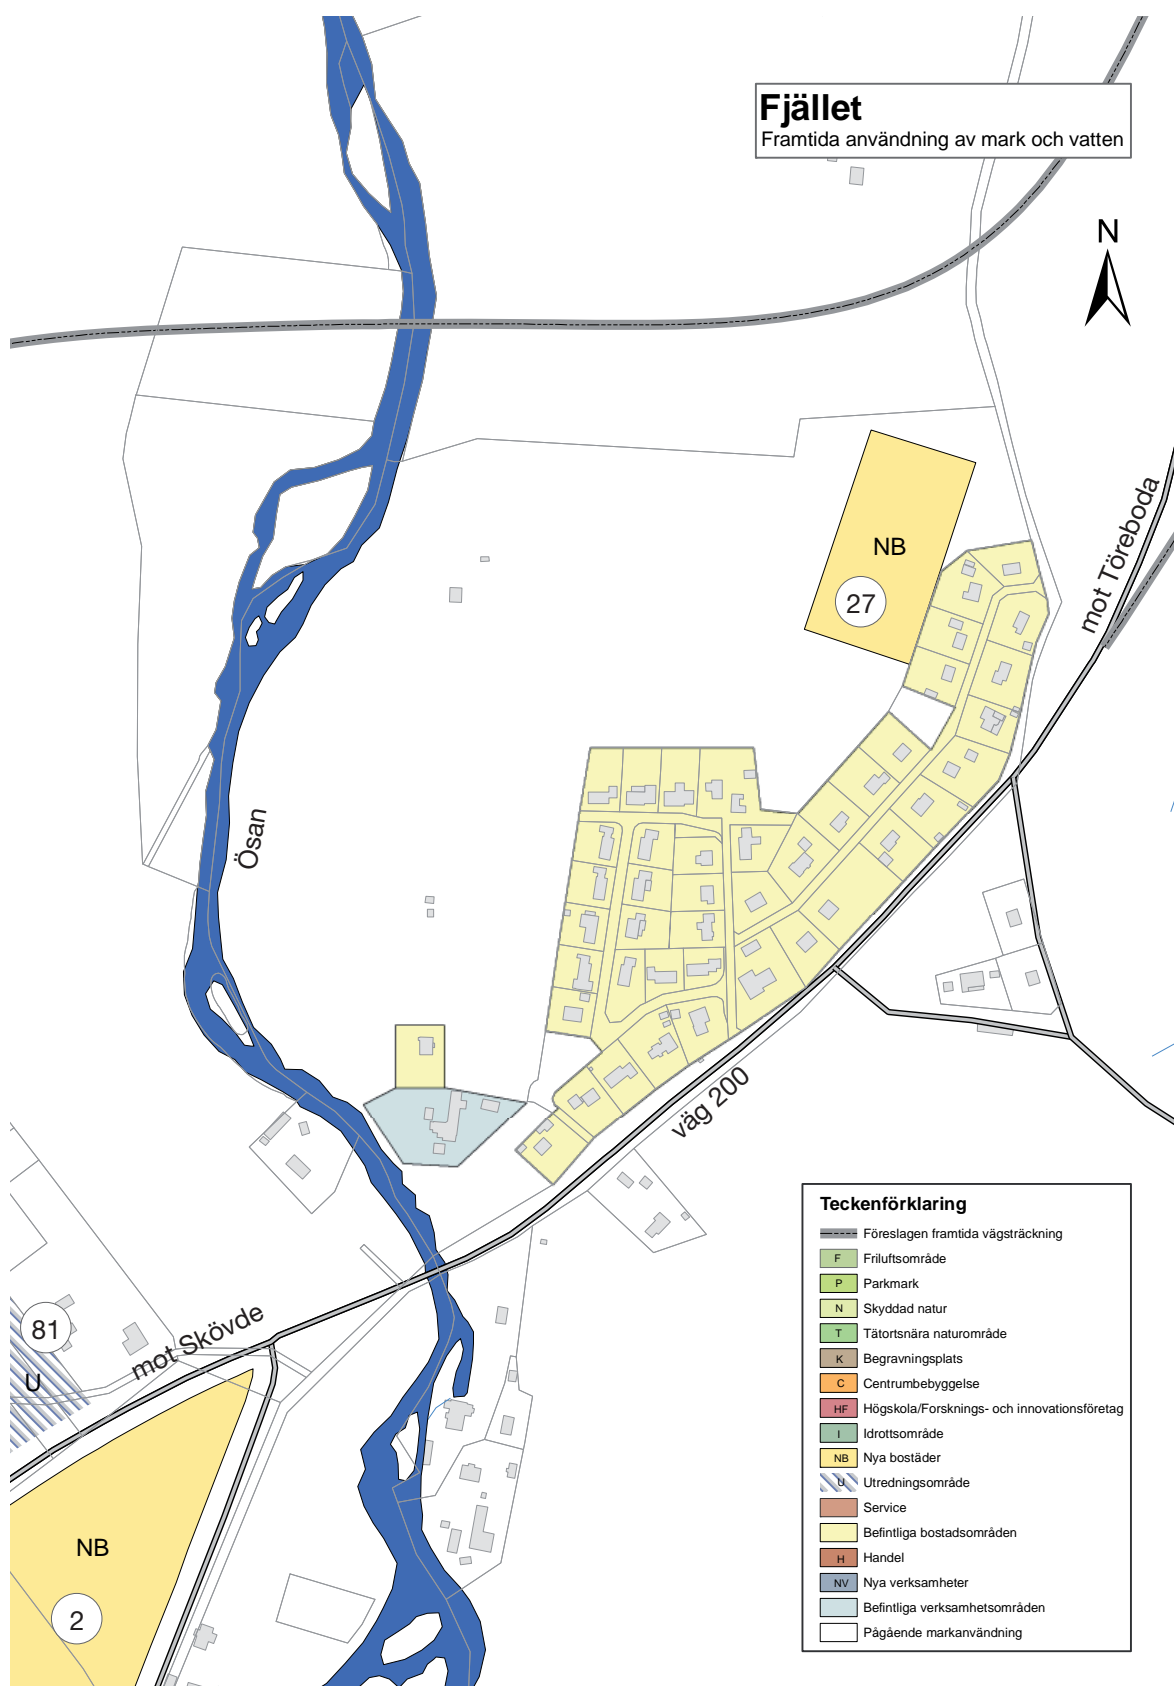 Fjället
Framtida användning av mark och vatten
N
NB
27
mot Töreboda
Ösan
väg 200
81
U
mot Skövde
NB
2
Teckenförklaring
Föreslagen framtida vägsträckning
F Friluftsområde
P Parkmark
N Skyddad natur
T Tätortsnära naturområde
K Begravningsplats
C Centrumbebyggelse
HF Högskola/Forsknings- och innovationsföretag
I Idrottsområde
NB Nya bostäder
U Utredningsområde
Service
Befintliga bostadsområden
H Handel
NV Nya verksamheter
Befintliga verksamhetsområden
Pågående markanvändning